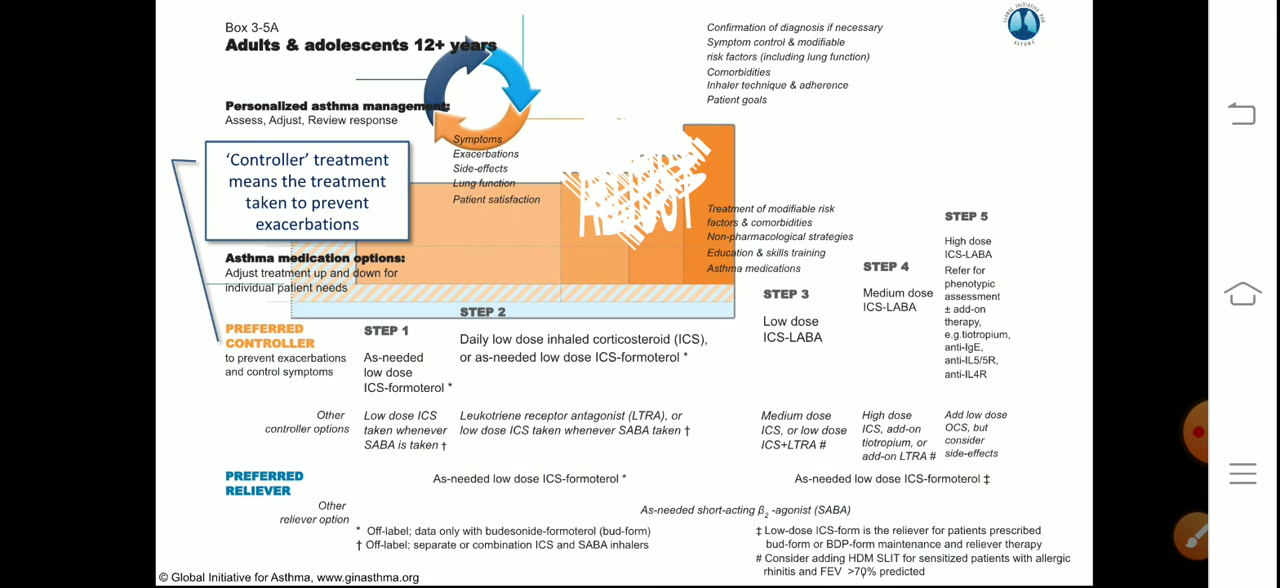 Box 3-5A
Adults & adolescents 12+ years
Personalized asthma management:
Assess, Adjust, Review response
‘Controller’ treatment
means the treatment
taken to prevent
exacerbations
Symptoms
Exacerbations
Side-effects
Lung function
Patient satisfaction
Confirmation of diagnosis if necessary
Symptom control & modifiable
risk factors (including lung function)
Comorbidities
Inhaler technique & adherence
Patient goals
GLOBAL INITIATIVE FOR
ASTHMA
Treatment of modifiable risk
factors & comorbidities
Non-pharmacological strategies
Education & skills training
Asthma medications
Asthma medication options:
Adjust treatment up and down for
individual patient needs
PREFERRED
CONTROLLER
to prevent exacerbations
and control symptoms
STEP 1
As-needed
low dose
ICS-formoterol *
STEP 2
Daily low dose inhaled corticosteroid (ICS),
or as-needed low dose ICS-formoterol *
STEP 3
Low dose
ICS-LABA
STEP 4
Medium dose
ICS-LABA
STEP 5
High dose
ICS-LABA
Refer for
phenotypic
assessment
± add-on
therapy,
e.g.tiotropium,
anti-IgE,
anti-IL5/5R,
anti-IL4R
Other
controller options
Low dose ICS
taken whenever
SABA is taken †
Leukotriene receptor antagonist (LTRA), or
low dose ICS taken whenever SABA taken †
Medium dose
ICS, or low dose
ICS+LTRA #
High dose
ICS, add-on
tiotropium, or
add-on LTRA #
Add low dose
OCS, but
consider
side-effects
PREFERRED
RELIEVER
As-needed low dose ICS-formoterol *
As-needed low dose ICS-formoterol ‡
Other
reliever option
As-needed short-acting β2 -agonist (SABA)
* Off-label; data only with budesonide-formoterol (bud-form)
† Off-label; separate or combination ICS and SABA inhalers
‡ Low-dose ICS-form is the reliever for patients prescribed
bud-form or BDP-form maintenance and reliever therapy
# Consider adding HDM SLIT for sensitized patients with allergic
rhinitis and FEV >70% predicted
© Global Initiative for Asthma, www.ginasthma.org